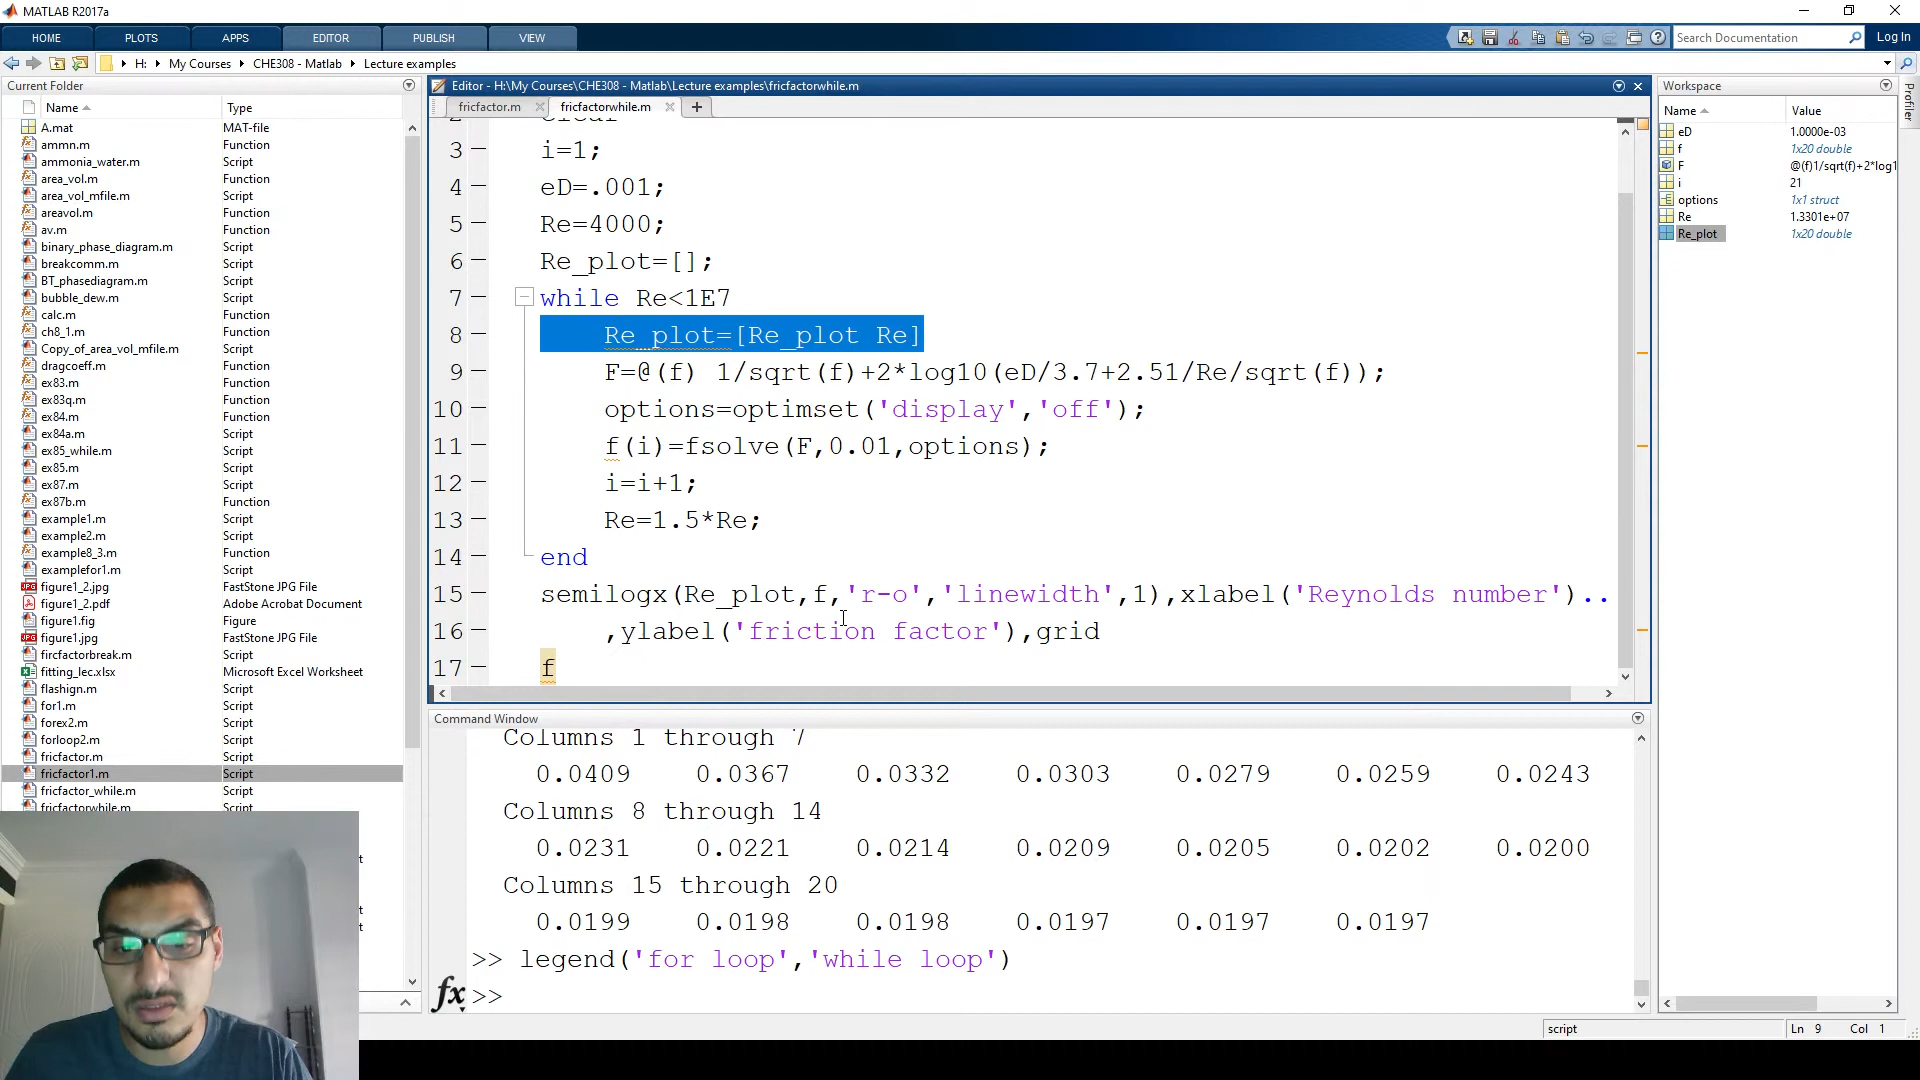 MATLAB R2017a
HOME PLOTS APPS EDITOR PUBLISH VIEW Search Documentation Log In
H: My Courses CHE308 - Matlab Lecture examples
Current Folder
Name Type
A.mat MAT-file
ammn.m Function
ammonia_water.m Script
area_vol.m Function
area_vol_mfile.m Script
areavol.m Function
av.m Function
binary_phase_diagram.m Script
breakcomm.m Script
BT_phasediagram.m Script
bubble_dew.m Script
calc.m Function
ch8_1.m Script
Copy_of_area_vol_mfile.m Script
dragcoeff.m Function
ex83.m Function
ex83q.m Function
ex84.m Function
ex84a.m Script
ex85_while.m Script
ex85.m Script
ex87.m Script
ex87b.m Function
example1.m Script
example2.m Script
example8_3.m Function
examplefor1.m Script
figure1_2.jpg FastStone JPG File
figure1_2.pdf Adobe Acrobat Document
figure1.fig Figure
figure1.jpg FastStone JPG File
fircfactorbreak.m Script
fitting_lec.xlsx Microsoft Excel Worksheet
flashign.m Script
for1.m Script
forex2.m Script
forloop2.m Script
fricfactor.m Script
fricfactor1.m Script
fricfactor_while.m Script
fricfactorwhile.m Script
Editor - H:\My Courses\CHE308 - Matlab\Lecture examples\fricfactorwhile.m
fricfactor.m fricfactorwhile.m
2 clear
3 i=1;
4 eD=.001;
5 Re=4000;
6 Re_plot=[];
7 while Re<1E7
8 Re_plot=[Re_plot Re]
9 F=@(f) 1/sqrt(f)+2*log10(eD/3.7+2.51/Re/sqrt(f));
10 options=optimset('display','off');
11 f(i)=fsolve(F,0.01,options);
12 i=i+1;
13 Re=1.5*Re;
14 end
15 semilogx(Re_plot,f,'r-o','linewidth',1),xlabel('Reynolds number')..
16 ,ylabel('friction factor'),grid
17 f
Command Window
Columns 1 through 7
0.0409 0.0367 0.0332 0.0303 0.0279 0.0259 0.0243
Columns 8 through 14
0.0231 0.0221 0.0214 0.0209 0.0205 0.0202 0.0200
Columns 15 through 20
0.0199 0.0198 0.0198 0.0197 0.0197 0.0197
>> legend('for loop','while loop')
fx >>
Workspace
Name Value
eD 1.0000e-03
f 1x20 double
F @(f)1/sqrt(f)+2*log1
i 21
options 1x1 struct
Re 1.3301e+07
Re_plot 1x20 double
Profiler
script Ln 9 Col 1